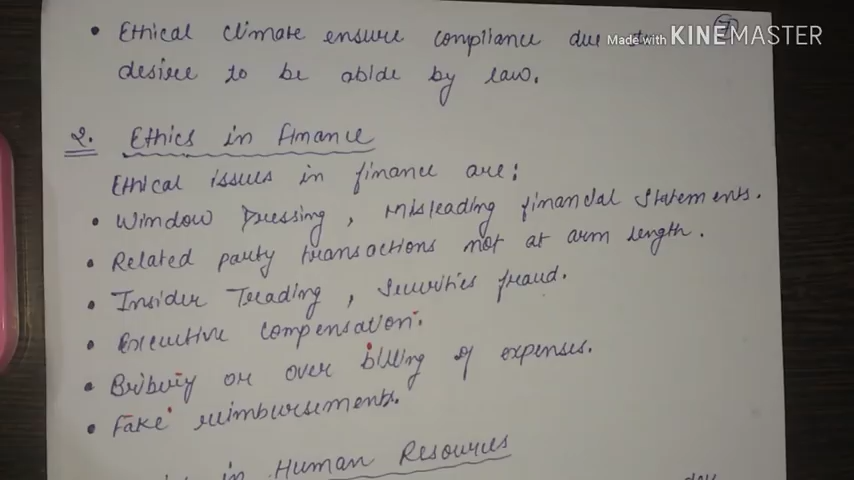 7
• Ethical climate ensure compliance due
Made with KINEMASTER
desire to be abide by law.
2. Ethics in Finance
Ethical issues in finance are:
• Window Dressing, Misleading financial statements.
• Related party transactions not at arm length.
• Insider Trading, Securities fraud.
• Executive compensation.
• Bribery or over billing of expenses.
• Fake reimbursements.
in Human Resources